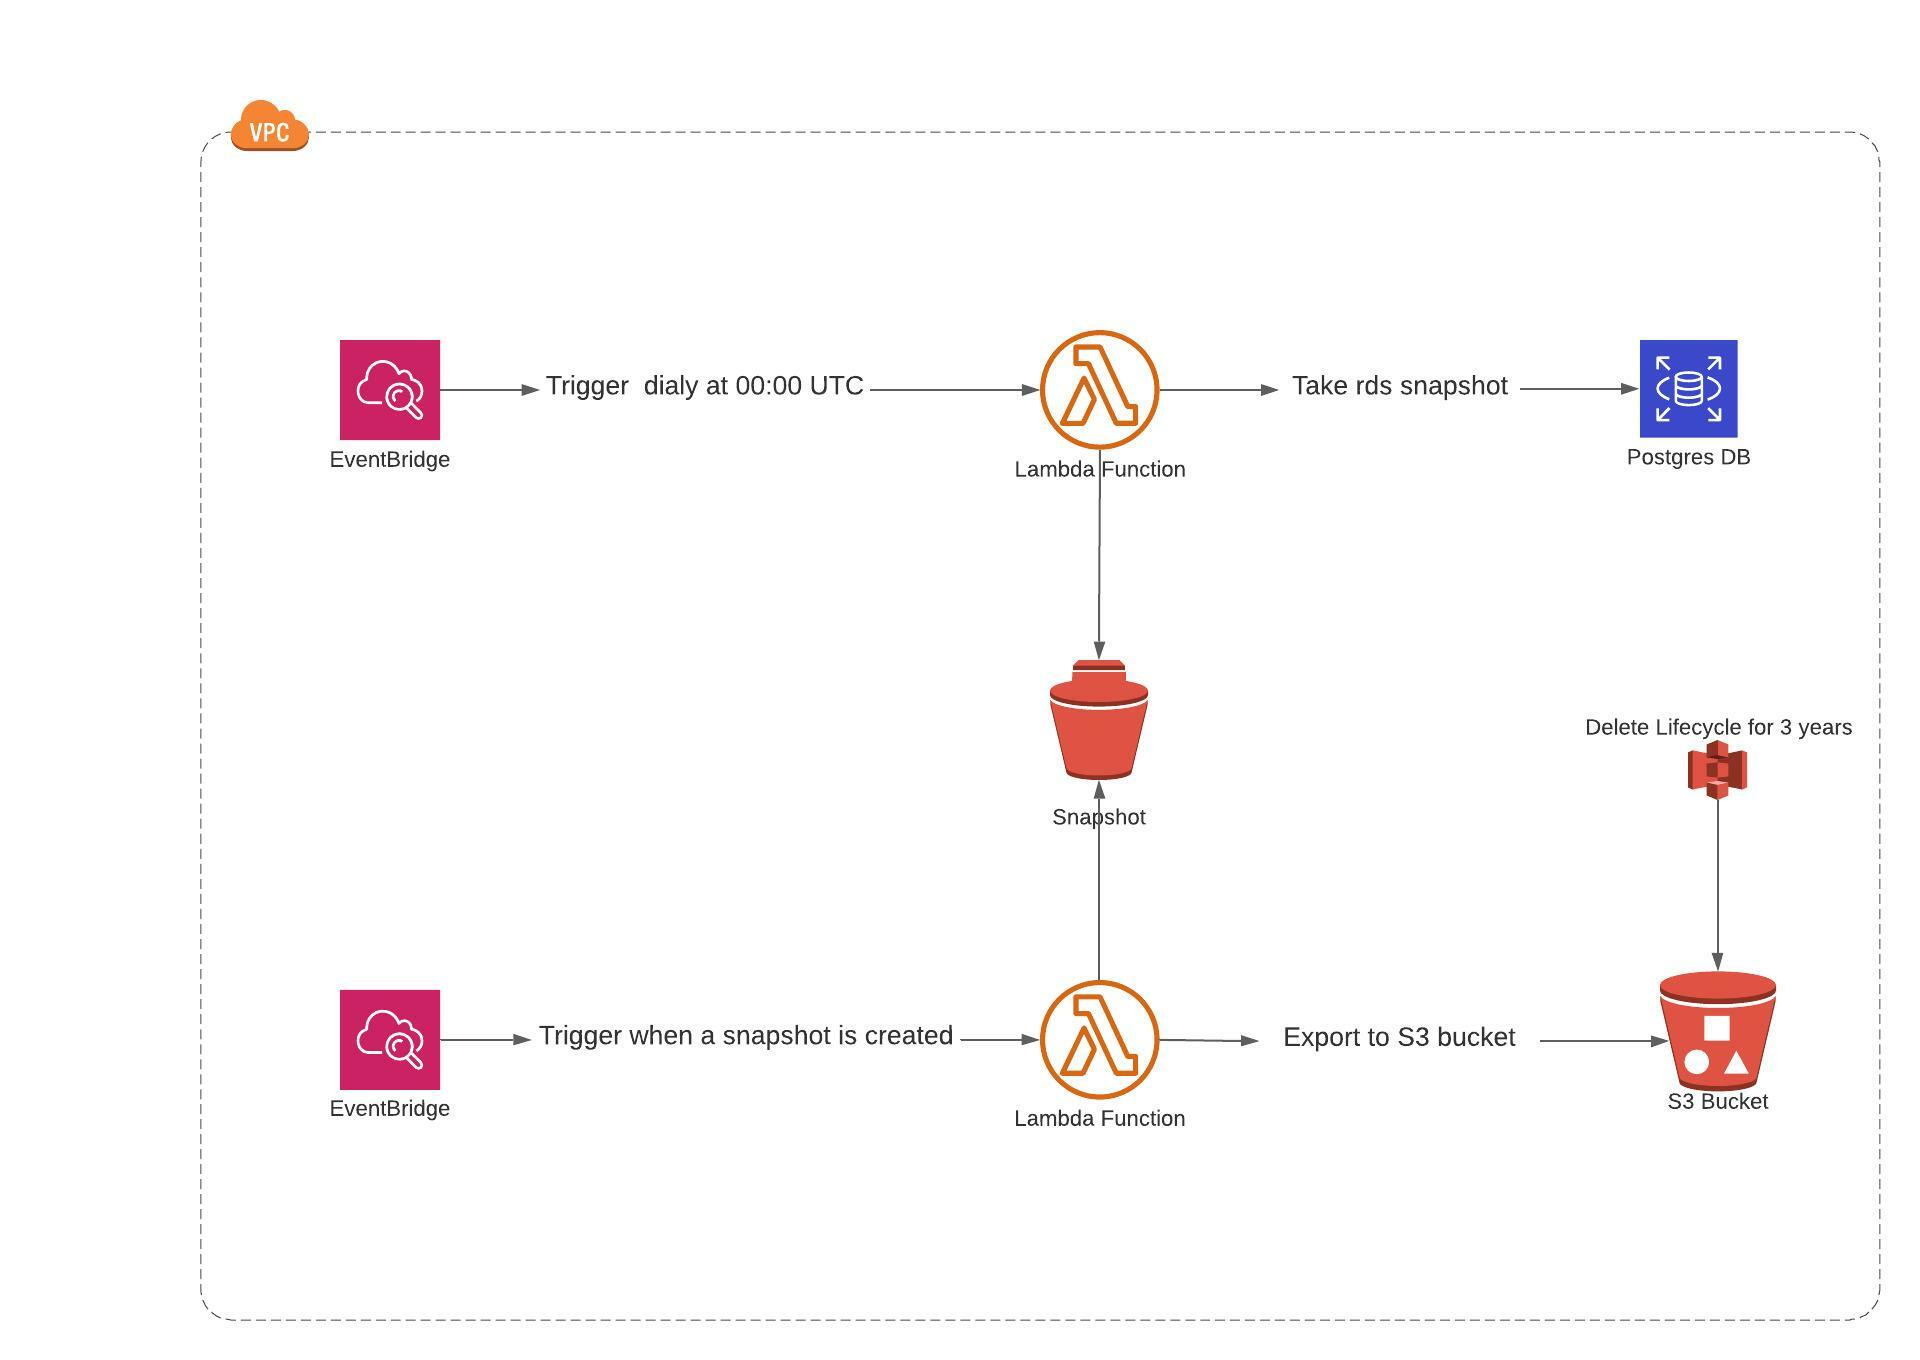 VPC
Trigger  dialy at 00:00 UTC
Take rds snapshot
EventBridge
Lambda Function
Postgres DB
Delete Lifecycle for 3 years
Snapshot
Trigger when a snapshot is created
Export to S3 bucket
EventBridge
Lambda Function
S3 Bucket